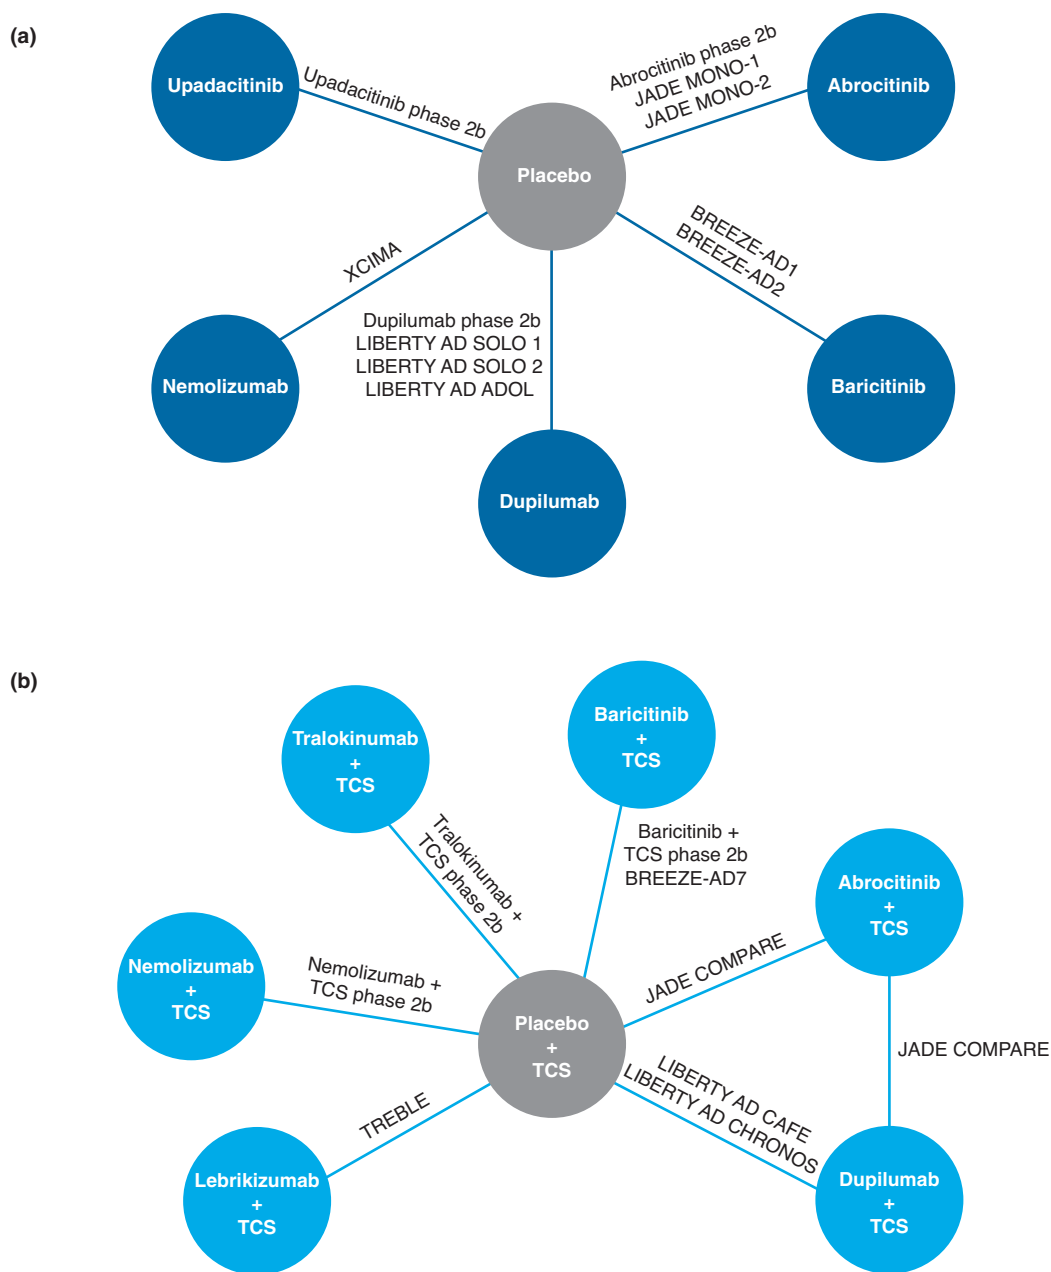 (a)
Upadacitinib
Upadacitinib phase 2b
Abrocitinib phase 2b
JADE MONO-1
JADE MONO-2
Abrocitinib
Placebo
XCIMA
BREEZE-AD1
BREEZE-AD2
Nemolizumab
Dupilumab phase 2b
LIBERTY AD SOLO 1
LIBERTY AD SOLO 2
LIBERTY AD ADOL
Baricitinib
Dupilumab
(b)
Tralokinumab
+
TCS
Baricitinib
+
TCS
Tralokinumab +
TCS phase 2b
Baricitinib +
TCS phase 2b
BREEZE-AD7
Abrocitinib
+
TCS
Nemolizumab
+
TCS
Nemolizumab +
TCS phase 2b
JADE COMPARE
Placebo
+
TCS
JADE COMPARE
TREBLE
LIBERTY AD CAFE
LIBERTY AD CHRONOS
Lebrikizumab
+
TCS
Dupilumab
+
TCS